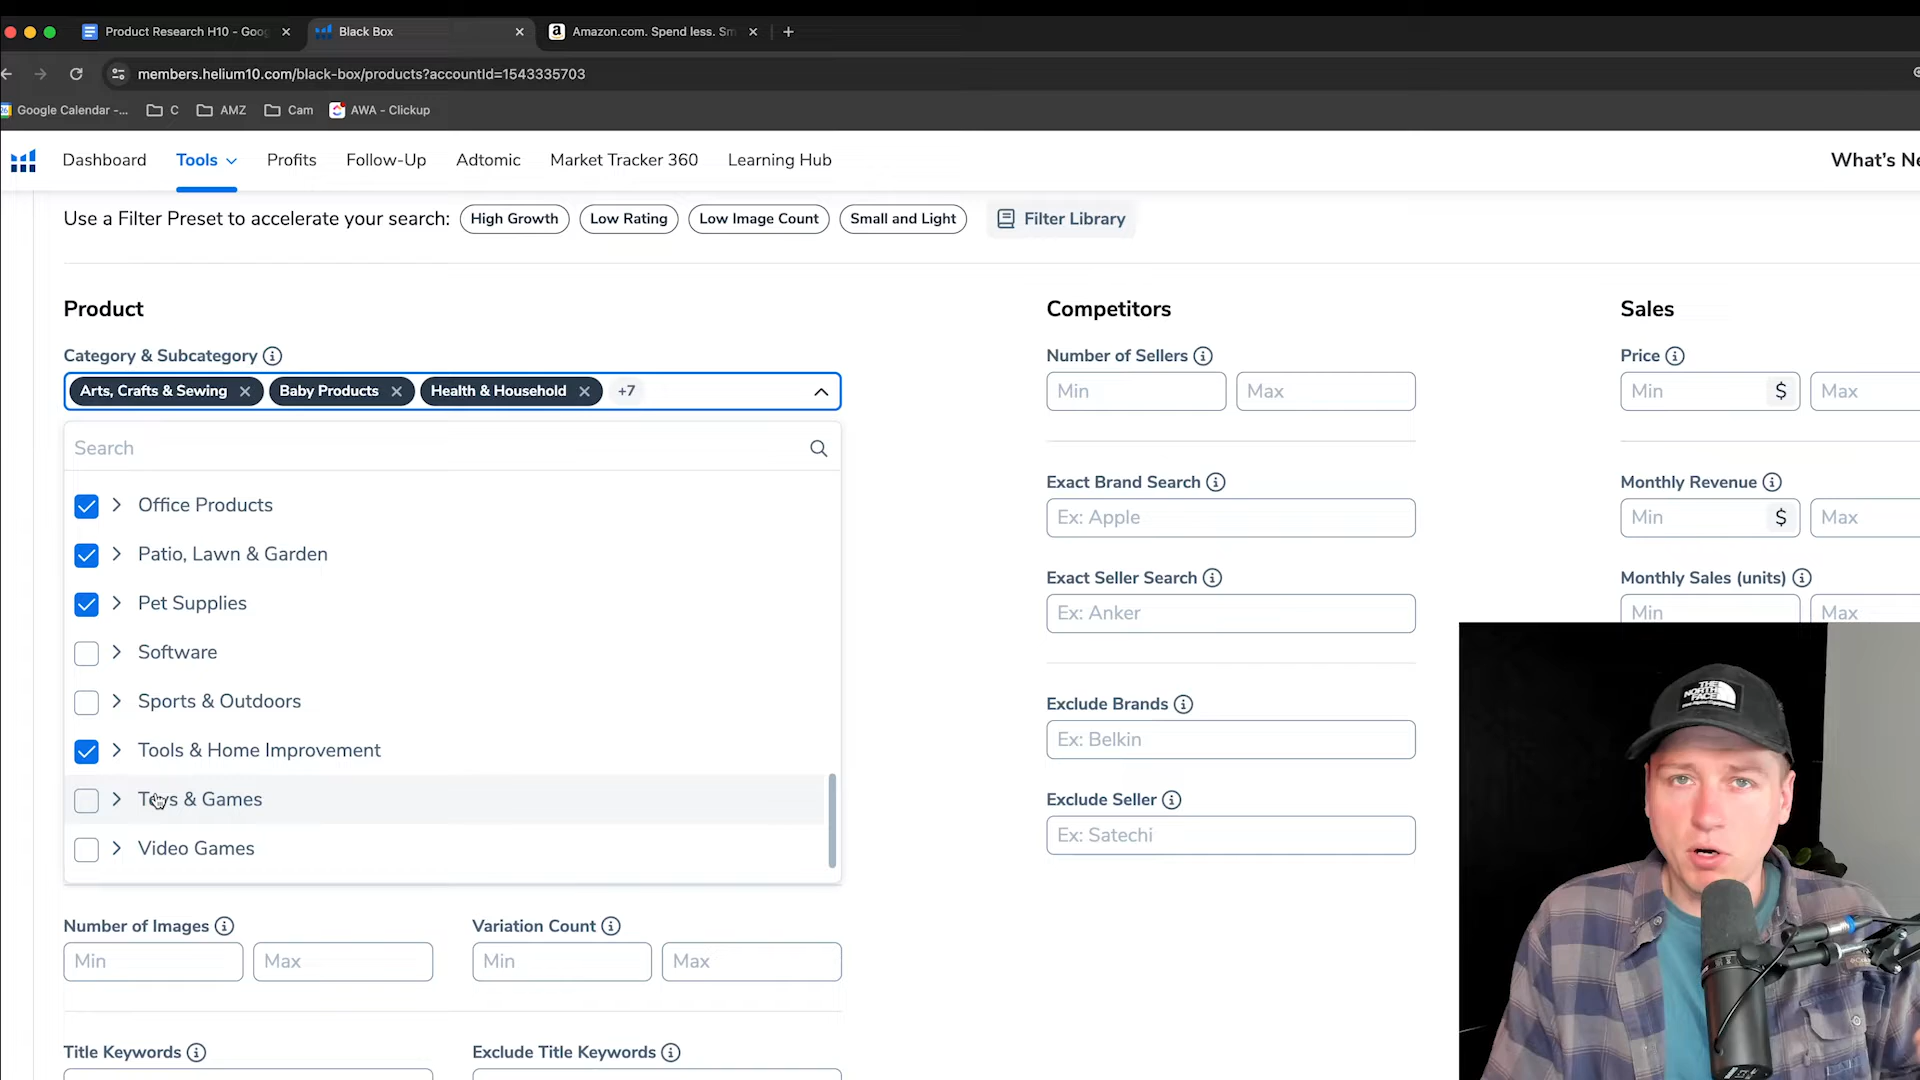 Product Research H10 - Goog
Black Box
Amazon.com. Spend less. Sm
members.helium10.com/black-box/products?accountId=1543335703
Google Calendar -...
C
AMZ
Cam
AWA - Clickup
Dashboard
Tools
Profits
Follow-Up
Adtomic
Market Tracker 360
Learning Hub
What's Ne
Use a Filter Preset to accelerate your search:
High Growth
Low Rating
Low Image Count
Small and Light
Filter Library
Product
Category & Subcategory
Arts, Crafts & Sewing
Baby Products
Health & Household
+7
Search
Office Products
Patio, Lawn & Garden
Pet Supplies
Software
Sports & Outdoors
Tools & Home Improvement
Toys & Games
Video Games
Number of Images
Min
Max
Variation Count
Min
Max
Title Keywords
Exclude Title Keywords
Competitors
Number of Sellers
Min
Max
Exact Brand Search
Ex: Apple
Exact Seller Search
Ex: Anker
Exclude Brands
Ex: Belkin
Exclude Seller
Ex: Satechi
Sales
Price
Min
$
Max
Monthly Revenue
Min
$
Max
Monthly Sales (units)
Min
Max
THE
NORTH
FACE